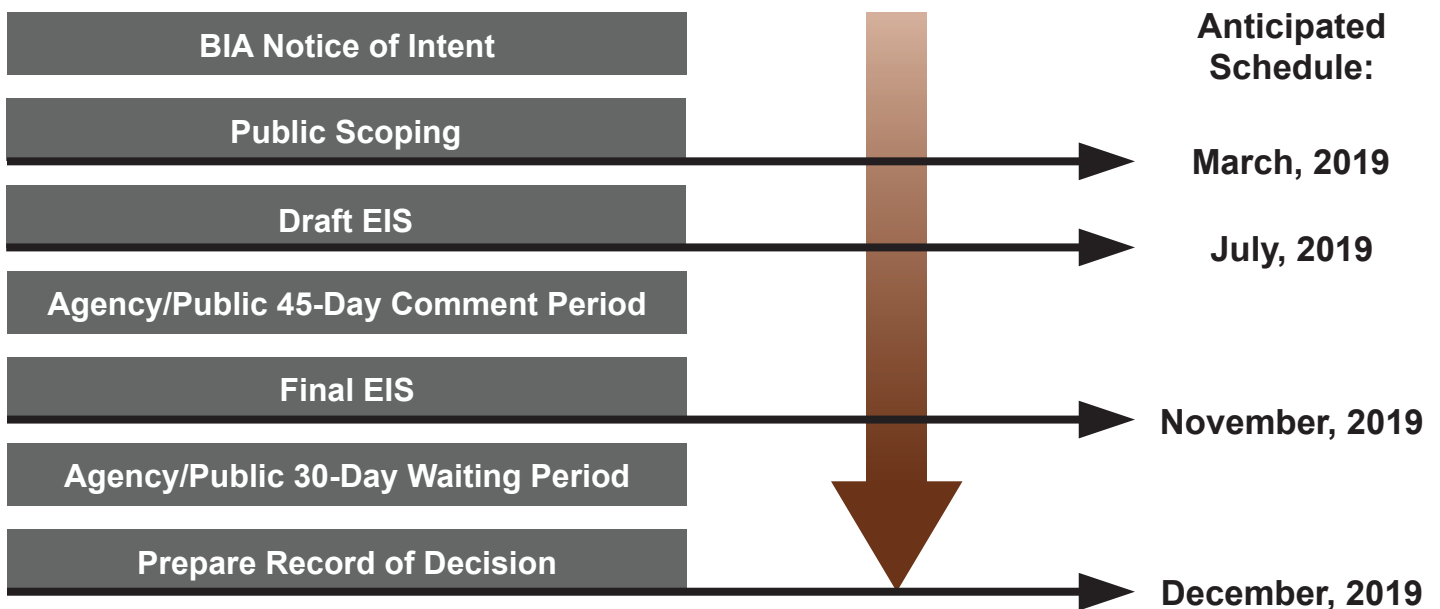 BIA Notice of Intent
Anticipated
Schedule:
Public Scoping
March, 2019
Draft EIS
July, 2019
Agency/Public 45-Day Comment Period
Final EIS
November, 2019
Agency/Public 30-Day Waiting Period
Prepare Record of Decision
December, 2019